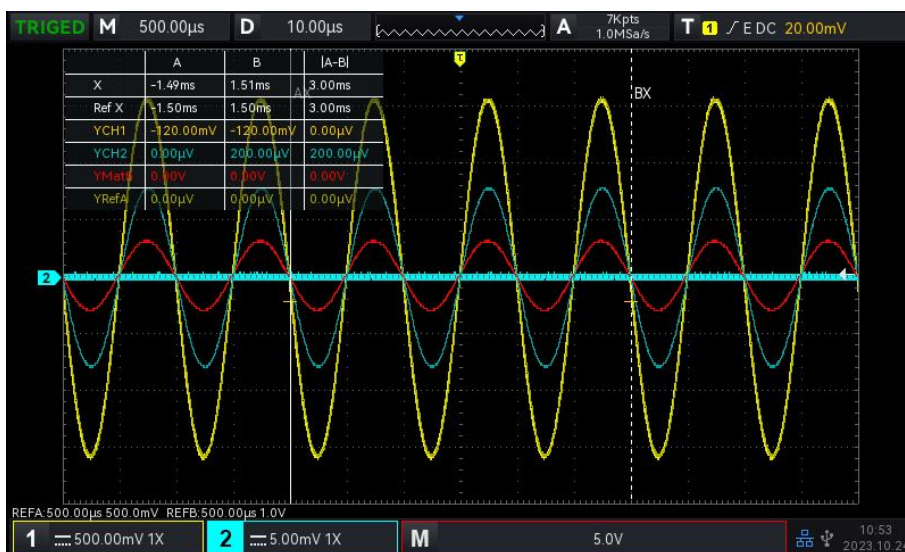 TRIGED M 500.00µs D 10.00µs A 7Kpts 1.0MSa/s T 1 E DC 20.00mV
T
A B |A-B|
X -1.49ms 1.51ms 3.00ms
AX BX
Ref X -1.50ms 1.50ms 3.00ms
YCH1 -120.00mV -120.00mV 0.00µV
YCH2 0.00µV 200.00µV 200.00µV
YMath 0.00V 0.00V 0.00V
YRefA 0.00µV 0.00µV 0.00µV
2
REFA:500.00µs 500.0mV REFB:500.00µs 1.0V
1 500.00mV 1X 2 5.00mV 1X M 5.0V 10:53
2023.10.24